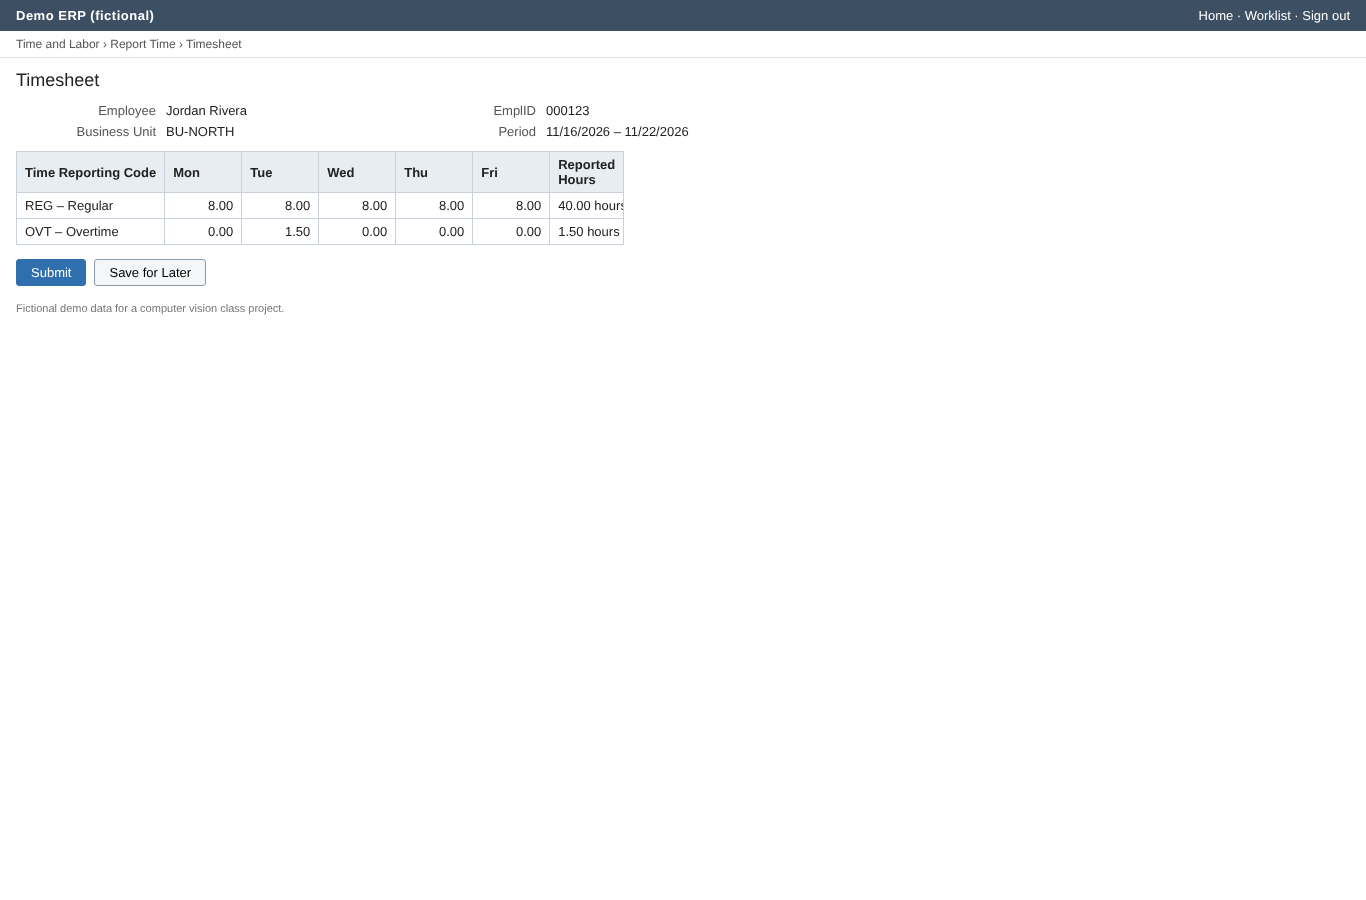 Demo ERP (fictional) Home · Worklist · Sign out
Time and Labor › Report Time › Timesheet
Timesheet
Employee Jordan Rivera EmplID 000123
Business Unit BU-NORTH Period 11/16/2026 – 11/22/2026
Time Reporting Code Mon Tue Wed Thu Fri Reported Hours
REG – Regular 8.00 8.00 8.00 8.00 8.00 40.00 hours
OVT – Overtime 0.00 1.50 0.00 0.00 0.00 1.50 hours
Submit Save for Later
Fictional demo data for a computer vision class project.